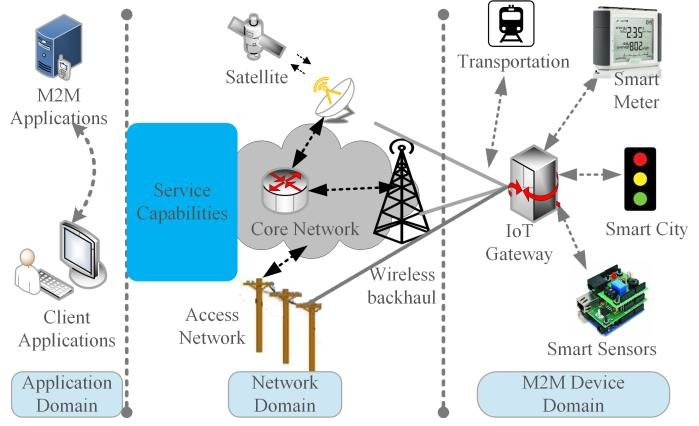 M2M
Applications
Client
Applications
Application
Domain
Satellite
Service
Capabilities
Core Network
Wireless
backhaul
Access
Network
Network
Domain
Transportation
Smart
Meter
IoT
Gateway
Smart City
Smart Sensors
M2M Device
Domain